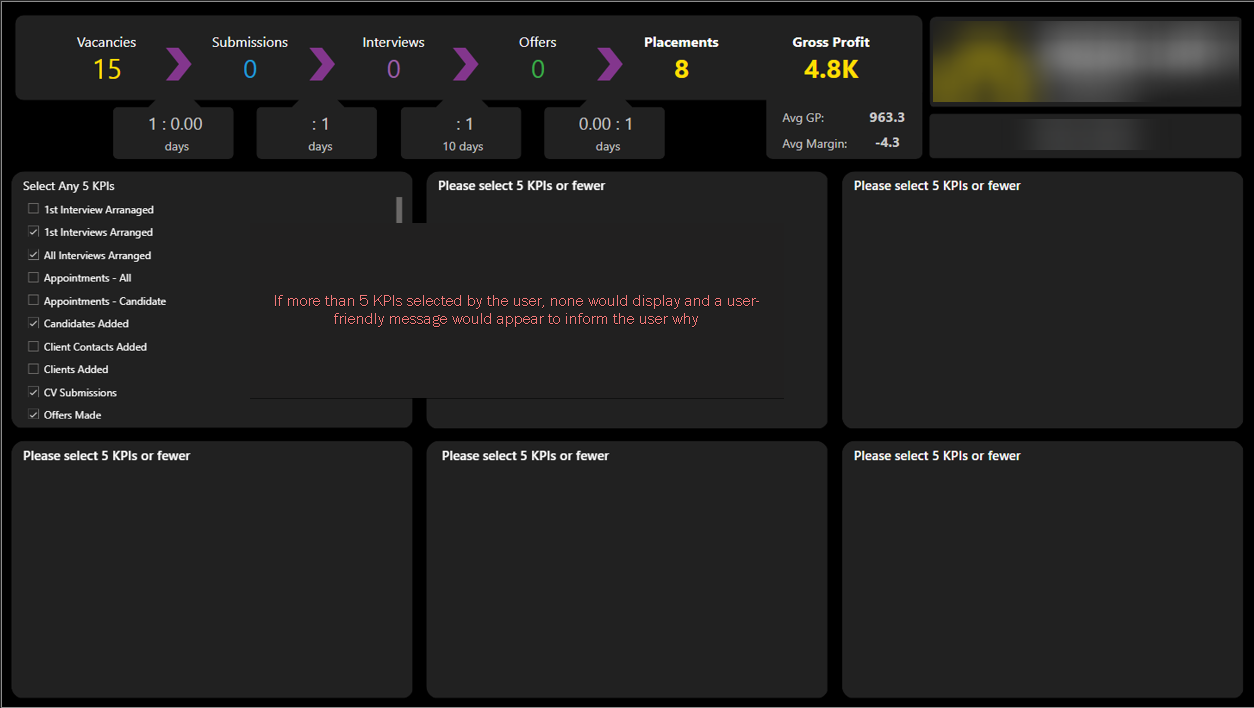 Vacancies
15
Submissions
0
Interviews
0
Offers
0
Placements
8
Gross Profit
4.8K
1 : 0.00
days
: 1
days
: 1
10 days
0.00 : 1
days
Avg GP: 963.3
Avg Margin: -4.3
Select Any 5 KPIs
1st Interview Arranaged
1st Interviews Arranged
All Interviews Arranged
Appointments - All
Appointments - Candidate
Candidates Added
Client Contacts Added
Clients Added
CV Submissions
Offers Made
Please select 5 KPIs or fewer
Please select 5 KPIs or fewer
If more than 5 KPIs selected by the user, none would display and a user-
friendly message would appear to inform the user why
Please select 5 KPIs or fewer
Please select 5 KPIs or fewer
Please select 5 KPIs or fewer